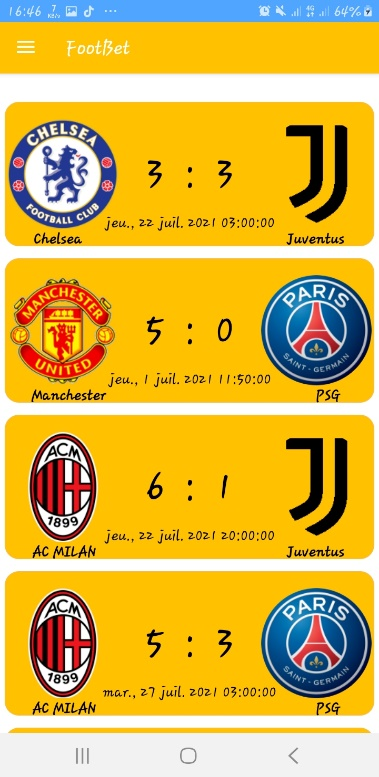 16:46 7 KB/s ... 4G 64%
FootBet
CHELSEA
FOOTBALL CLUB
3 : 3
jeu., 22 juil. 2021 03:00:00
Chelsea Juventus
MANCHESTER
UNITED
5 : 0
PARIS
SAINT-GERMAIN
jeu., 1 juil. 2021 11:50:00
Manchester PSG
ACM
1899
6 : 1
jeu., 22 juil. 2021 20:00:00
AC MILAN Juventus
ACM
1899
5 : 3
PARIS
SAINT-GERMAIN
mar., 27 juil. 2021 03:00:00
AC MILAN PSG